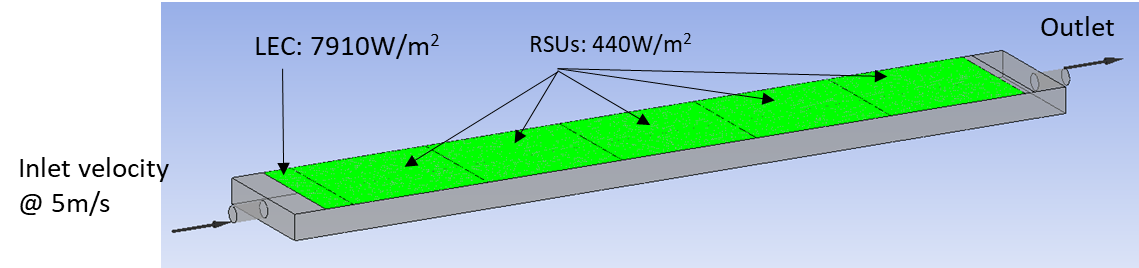 Outlet
LEC: 7910W/m²
RSUs: 440W/m²
Inlet velocity
@ 5m/s